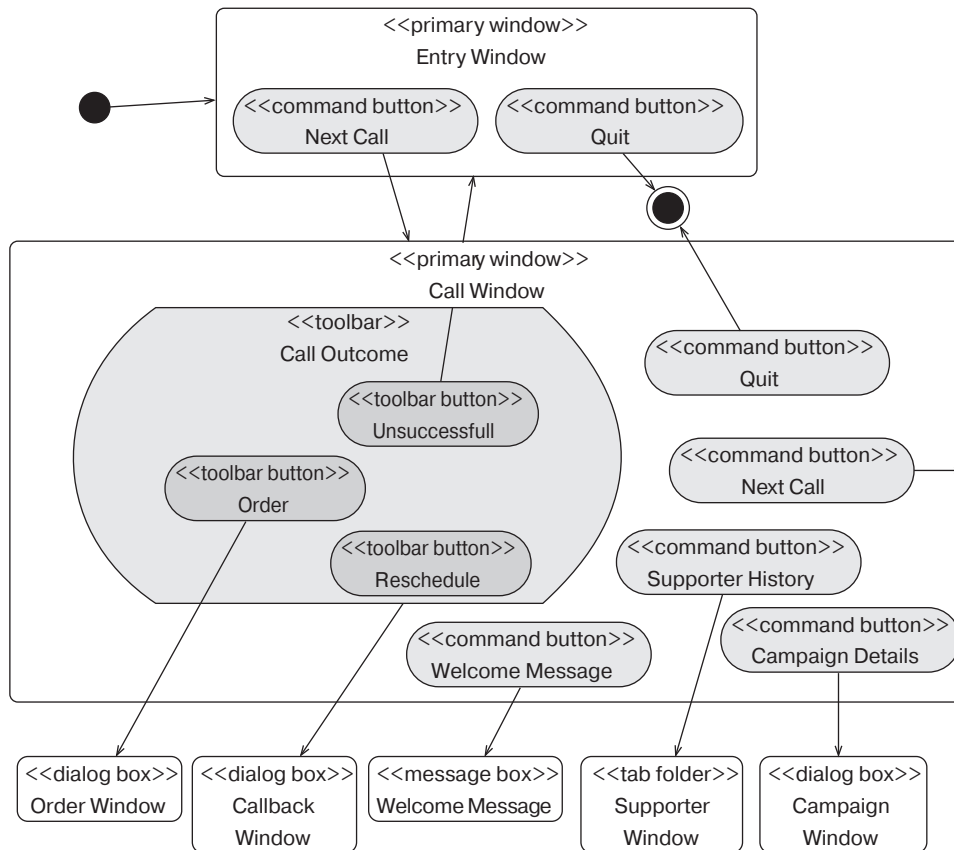 <<primary window>>
Entry Window
<<command button>>
Next Call
<<command button>>
Quit
<<primary window>>
Call Window
<<toolbar>>
Call Outcome
<<command button>>
Quit
<<toolbar button>>
Unsuccessfull
<<command button>>
Next Call
<<toolbar button>>
Order
<<toolbar button>>
Reschedule
<<command button>>
Supporter History
<<command button>>
Welcome Message
<<command button>>
Campaign Details
<<dialog box>>
Order Window
<<dialog box>>
Callback
Window
<<message box>>
Welcome Message
<<tab folder>>
Supporter
Window
<<dialog box>>
Campaign
Window